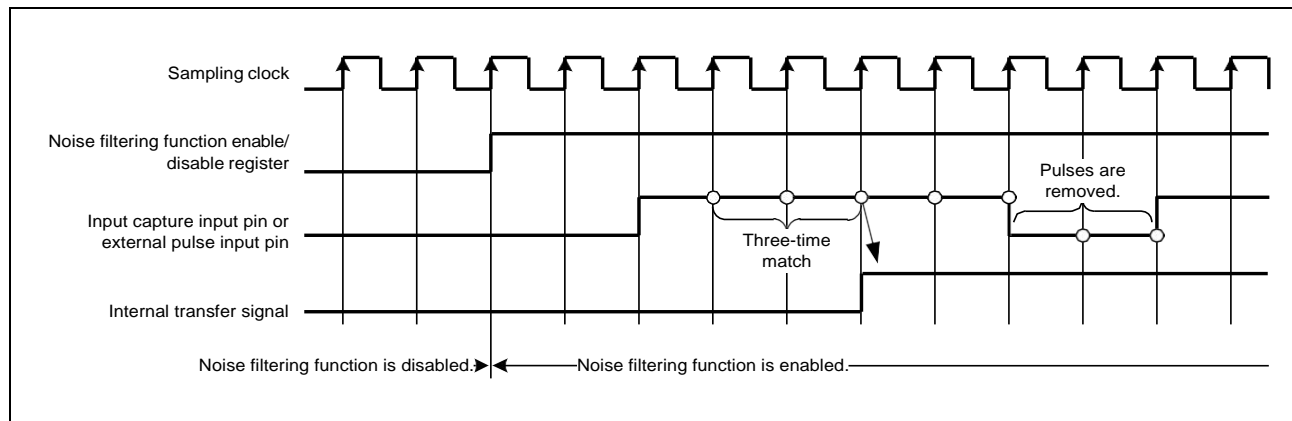 Sampling clock
Noise filtering function enable/
disable register
Pulses are
removed.
Input capture input pin or
external pulse input pin
Three-time
match
Internal transfer signal
Noise filtering function is disabled.
Noise filtering function is enabled.